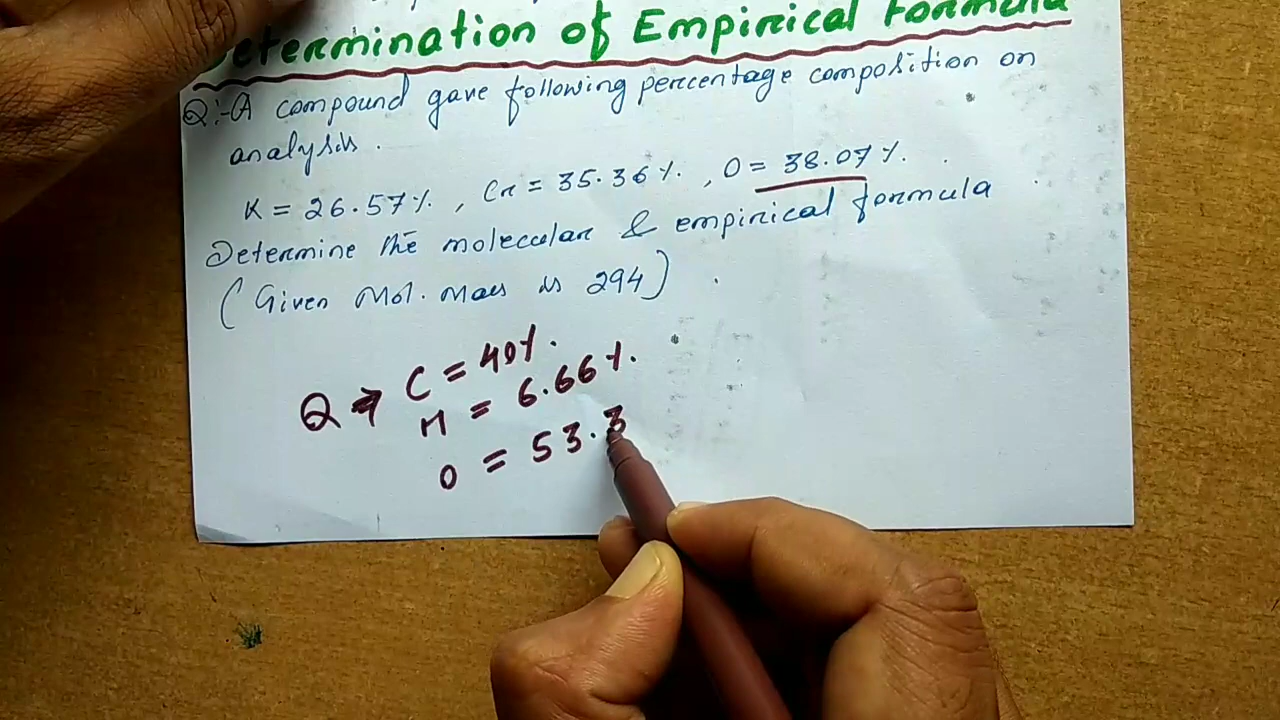 Determination of Empirical Formula
Q:- A compound gave following percentage composition on
analysis.
K = 26.57%, Cr = 35.36%, O = 38.07%.
Determine the molecular & empirical formula
(Given Mol. Mass is 294)
Q → C = 40%.
H = 6.66%.
O = 53.3